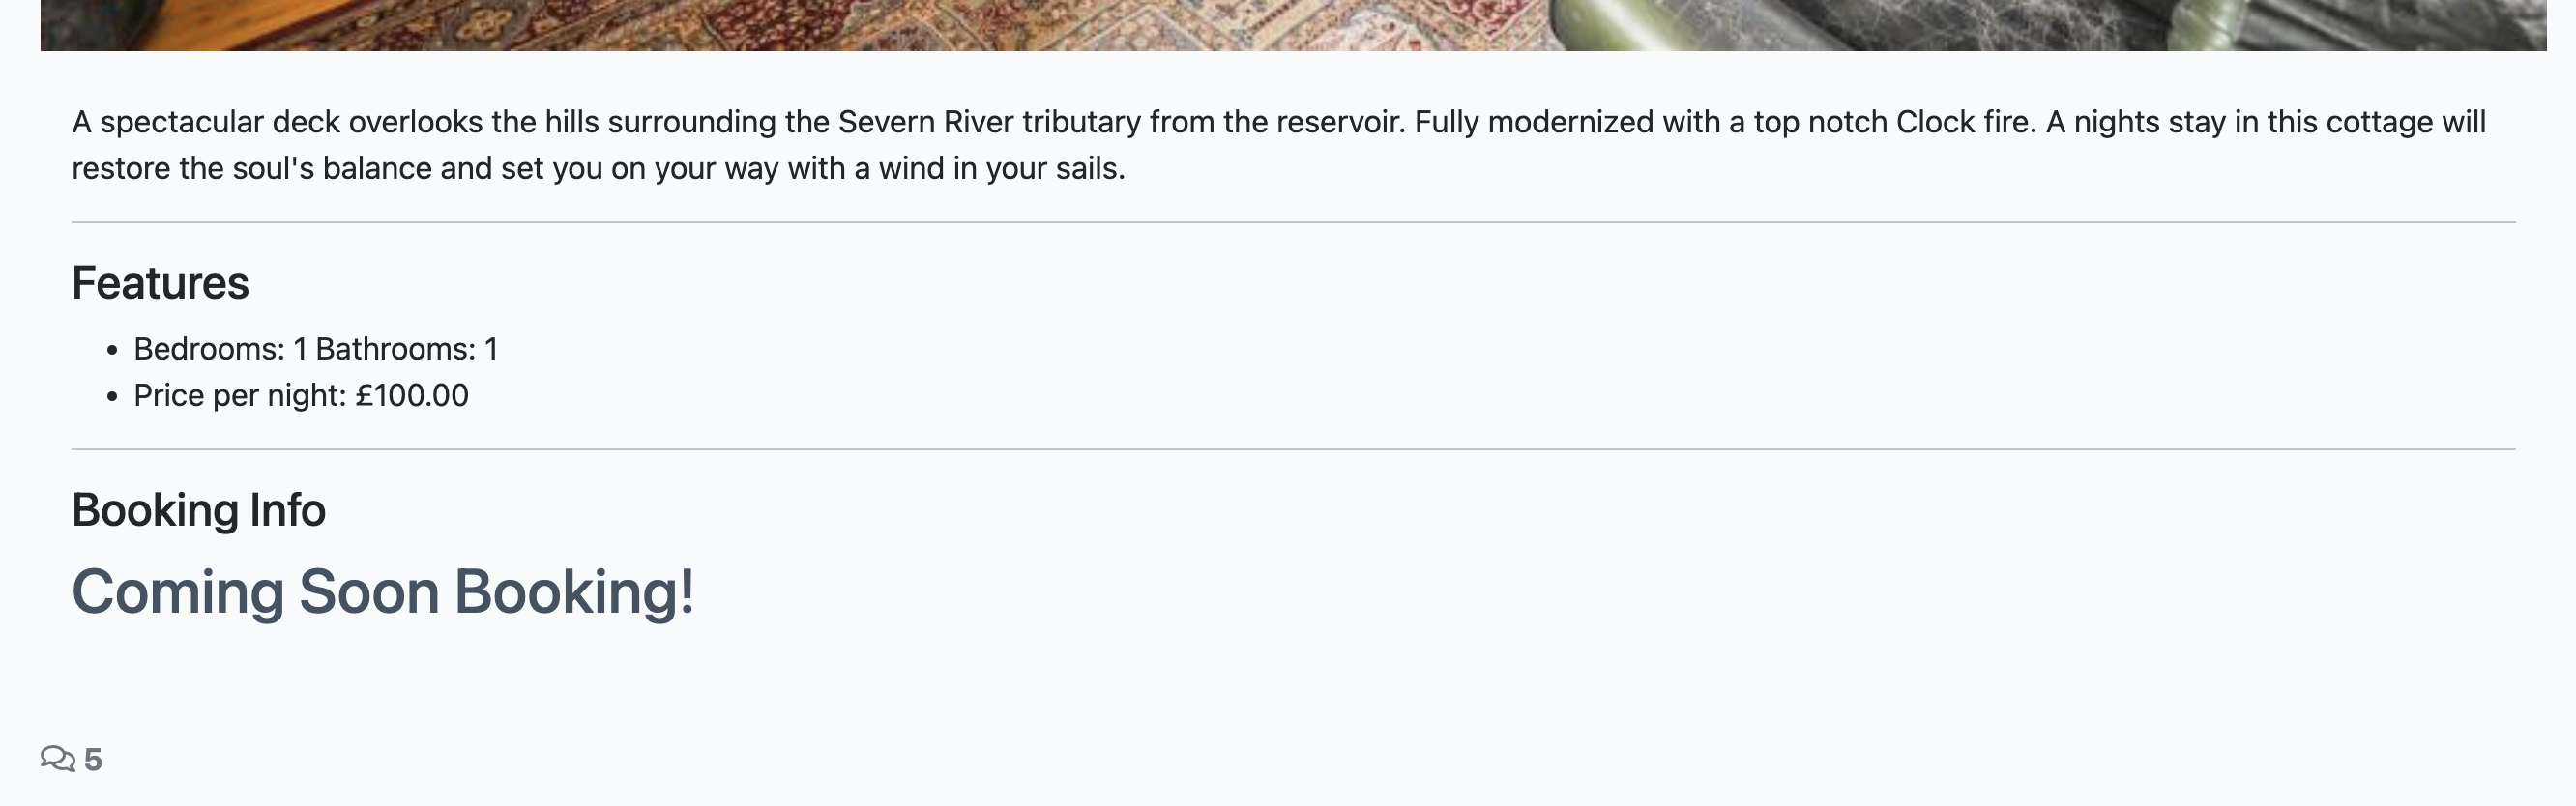 A spectacular deck overlooks the hills surrounding the Severn River tributary from the reservoir. Fully modernized with a top notch Clock fire. A nights stay in this cottage will
restore the soul's balance and set you on your way with a wind in your sails.
Features
• Bedrooms: 1 Bathrooms: 1
• Price per night: £100.00
Booking Info
Coming Soon Booking!
5